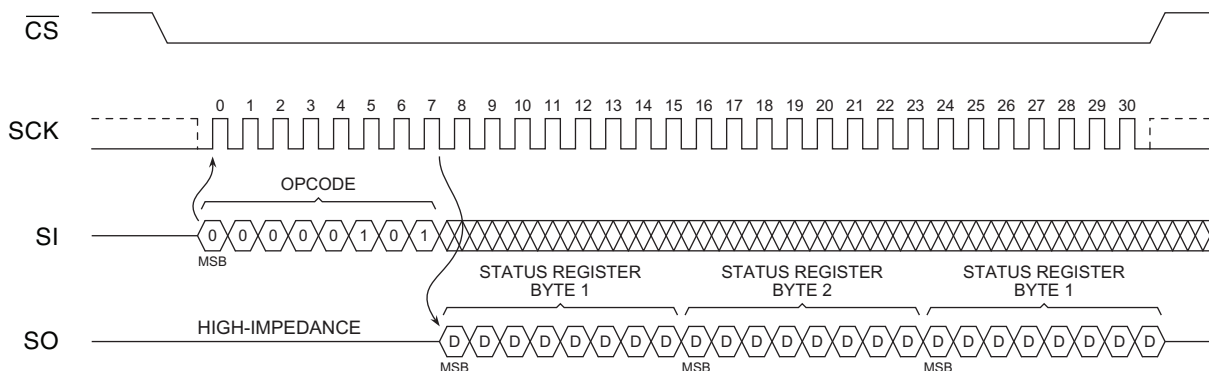 CS
0 1 2 3 4 5 6 7 8 9 10 11 12 13 14 15 16 17 18 19 20 21 22 23 24 25 26 27 28 29 30
SCK
OPCODE
SI
0 0 0 0 0 1 0 1
MSB
STATUS REGISTER
BYTE 1
STATUS REGISTER
BYTE 2
STATUS REGISTER
BYTE 1
HIGH-IMPEDANCE
SO
D D D D D D D D D D D D D D D D D D D D D D D D
MSB
MSB
MSB